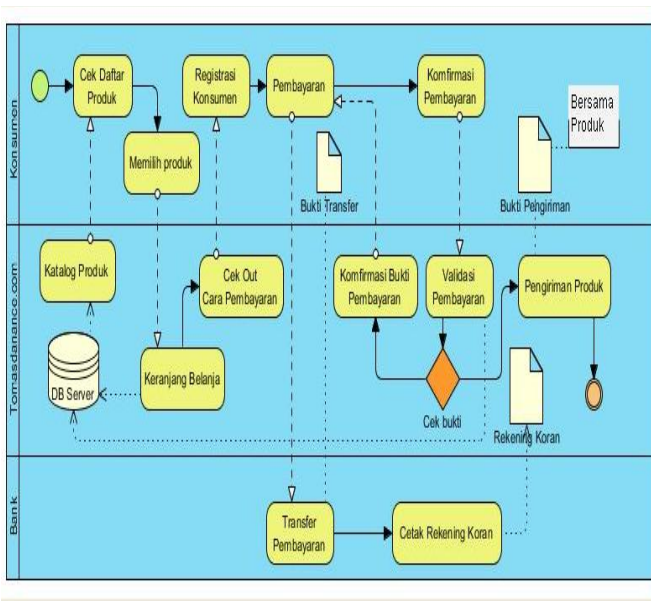 Konsumen
Cek Daftar
Produk
Registrasi
Konsumen
Pembayaran
Komfirmasi
Pembayaran
Bersama
Produk
Memilih produk
Bukti Transfer
Bukti Pengiriman
Tomasdanance.com
Katalog Produk
Cek Out
Cara Pembayaran
Komfirmasi Bukti
Pembayaran
Validasi
Pembayaran
Pengiriman Produk
DB Server
Keranjang Belanja
Cek bukti
Rekening Koran
Bank
Transfer
Pembayaran
Cetak Rekening Koran